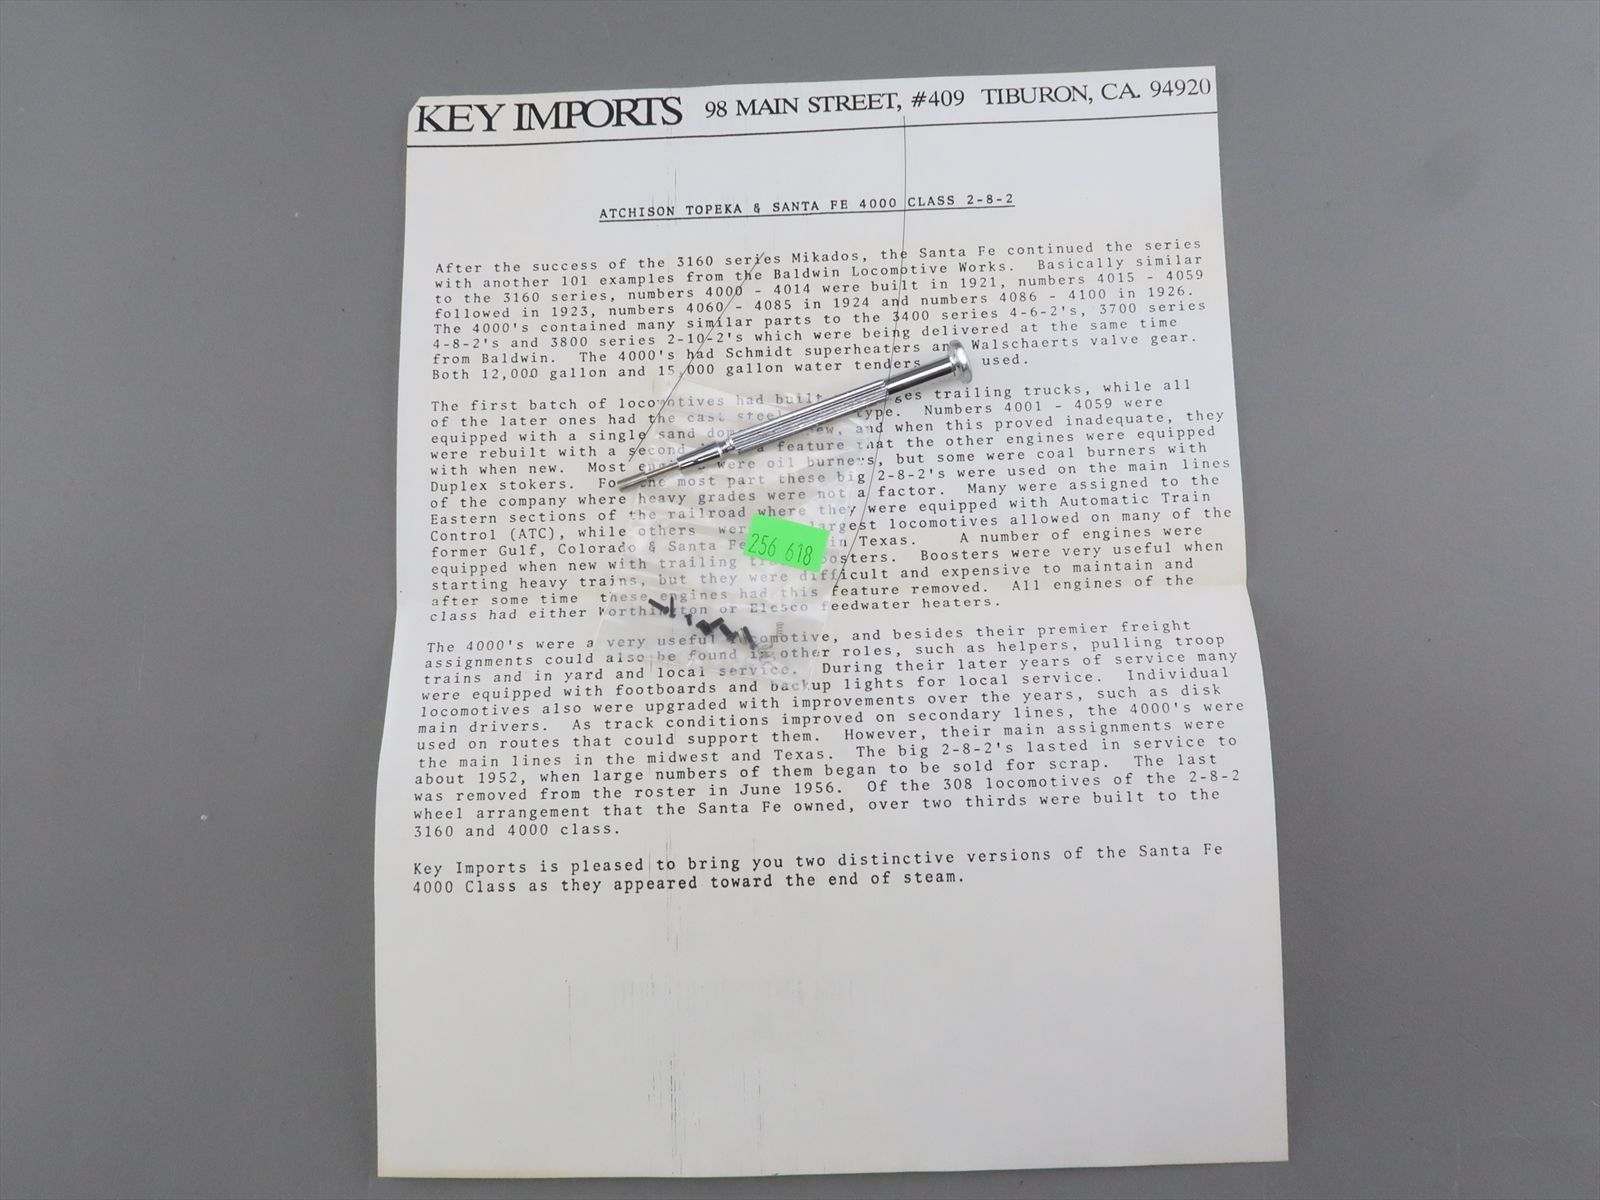 KEY IMPORTS 98 MAIN STREET, #409 TIBURON, CA. 94920
ATCHISON TOPEKA & SANTA FE 4000 CLASS 2-8-2
After the success of the 3160 series Mikados, the Santa Fe continued the series
with another 101 examples from the Baldwin Locomotive Works. Basically similar
to the 3160 series, numbers 4000 - 4014 were built in 1921, numbers 4015 - 4059
followed in 1923, numbers 4060 - 4085 in 1924 and numbers 4086 - 4100 in 1926.
The 4000's contained many similar parts to the 3400 series 4-6-2's, 3700 series
4-8-2's and 3800 series 2-10-2's which were being delivered at the same time
from Baldwin. The 4000's had Schmidt superheaters and Walschaerts valve gear.
Both 12,000 gallon and 15,000 gallon water tenders used.
The first batch of locomotives had built trailing trucks, while all
of the later ones had the cast steel type. Numbers 4001 - 4059 were
equipped with a single sand dome new, and when this proved inadequate, they
were rebuilt with a second a feature that the other engines were equipped
with when new. Most engines were oil burners, but some were coal burners with
Duplex stokers. For the most part these big 2-8-2's were used on the main lines
of the company where heavy grades were not a factor. Many were assigned to the
Eastern sections of the railroad where they were equipped with Automatic Train
Control (ATC), while others were largest locomotives allowed on many of the
former Gulf, Colorado & Santa Fe in Texas. A number of engines were
equipped when new with trailing boosters. Boosters were very useful when
starting heavy trains, but they were difficult and expensive to maintain and
after some time these engines had this feature removed. All engines of the
class had either Worthington or Elesco feedwater heaters.
256 618
The 4000's were a very useful locomotive, and besides their premier freight
assignments could also be found in other roles, such as helpers, pulling troop
trains and in yard and local service. During their later years of service many
were equipped with footboards and backup lights for local service. Individual
locomotives also were upgraded with improvements over the years, such as disk
main drivers. As track conditions improved on secondary lines, the 4000's were
used on routes that could support them. However, their main assignments were
the main lines in the midwest and Texas. The big 2-8-2's lasted in service to
about 1952, when large numbers of them began to be sold for scrap. The last
was removed from the roster in June 1956. Of the 308 locomotives of the 2-8-2
wheel arrangement that the Santa Fe owned, over two thirds were built to the
3160 and 4000 class.
Key Imports is pleased to bring you two distinctive versions of the Santa Fe
4000 Class as they appeared toward the end of steam.